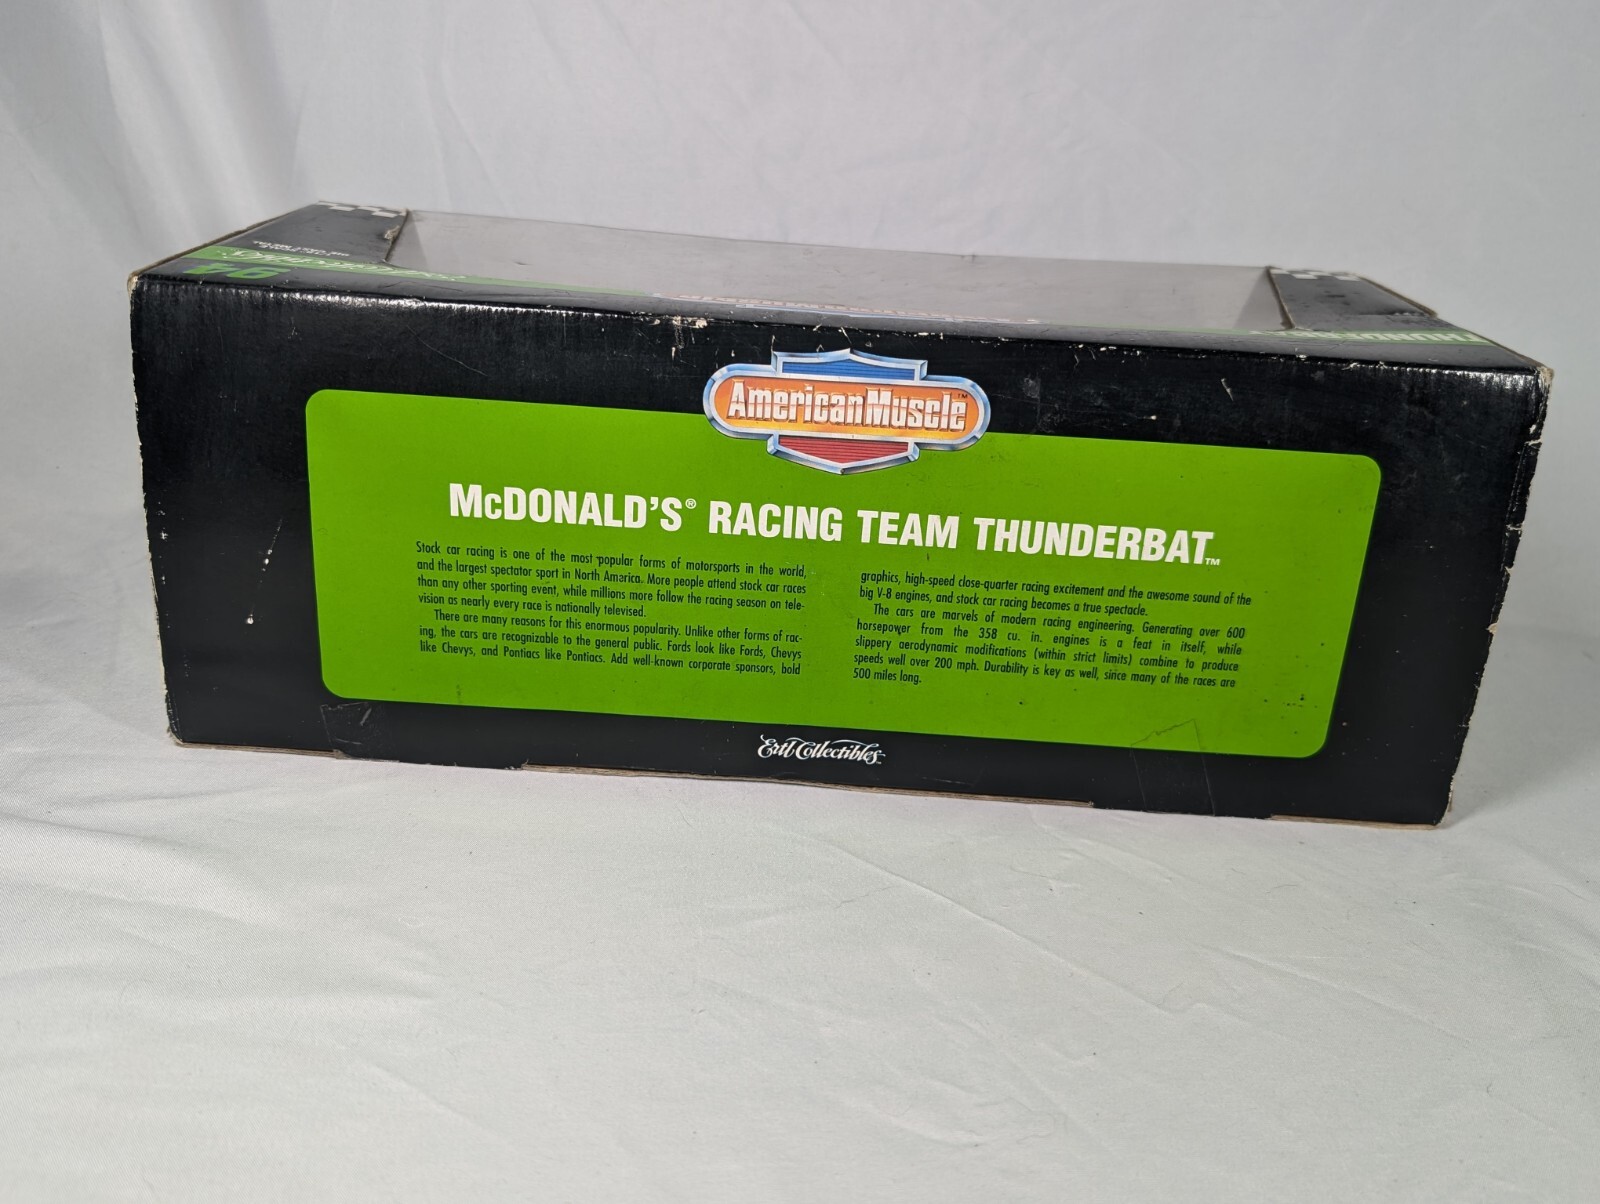 94
AmericanMuscle™
McDONALD'S® RACING TEAM THUNDERBAT™
Stock car racing is one of the most popular forms of motorsports in the world,
and the largest spectator sport in North America. More people attend stock car races
than any other sporting event, while millions more follow the racing season on tele-
vision as nearly every race is nationally televised.
There are many reasons for this enormous popularity. Unlike other forms of rac-
ing, the cars are recognizable to the general public. Fords look like Fords, Chevys
like Chevys, and Pontiacs like Pontiacs. Add well-known corporate sponsors, bold
graphics, high-speed close-quarter racing excitement and the awesome sound of the
big V-8 engines, and stock car racing becomes a true spectacle.
The cars are marvels of modern racing engineering. Generating over 600
horsepower from the 358 cu. in. engines is a feat in itself, while
slippery aerodynamic modifications (within strict limits) combine to produce
speeds well over 200 mph. Durability is key as well, since many of the races are
500 miles long.
Ertl Collectibles™